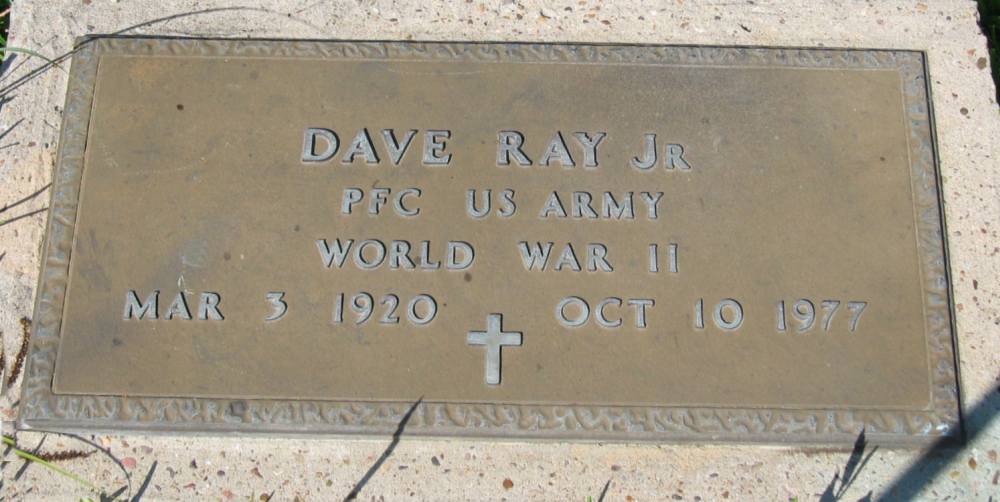 DAVE RAY JR
PFC US ARMY
WORLD WAR II
MAR 3 1920 OCT 10 1977